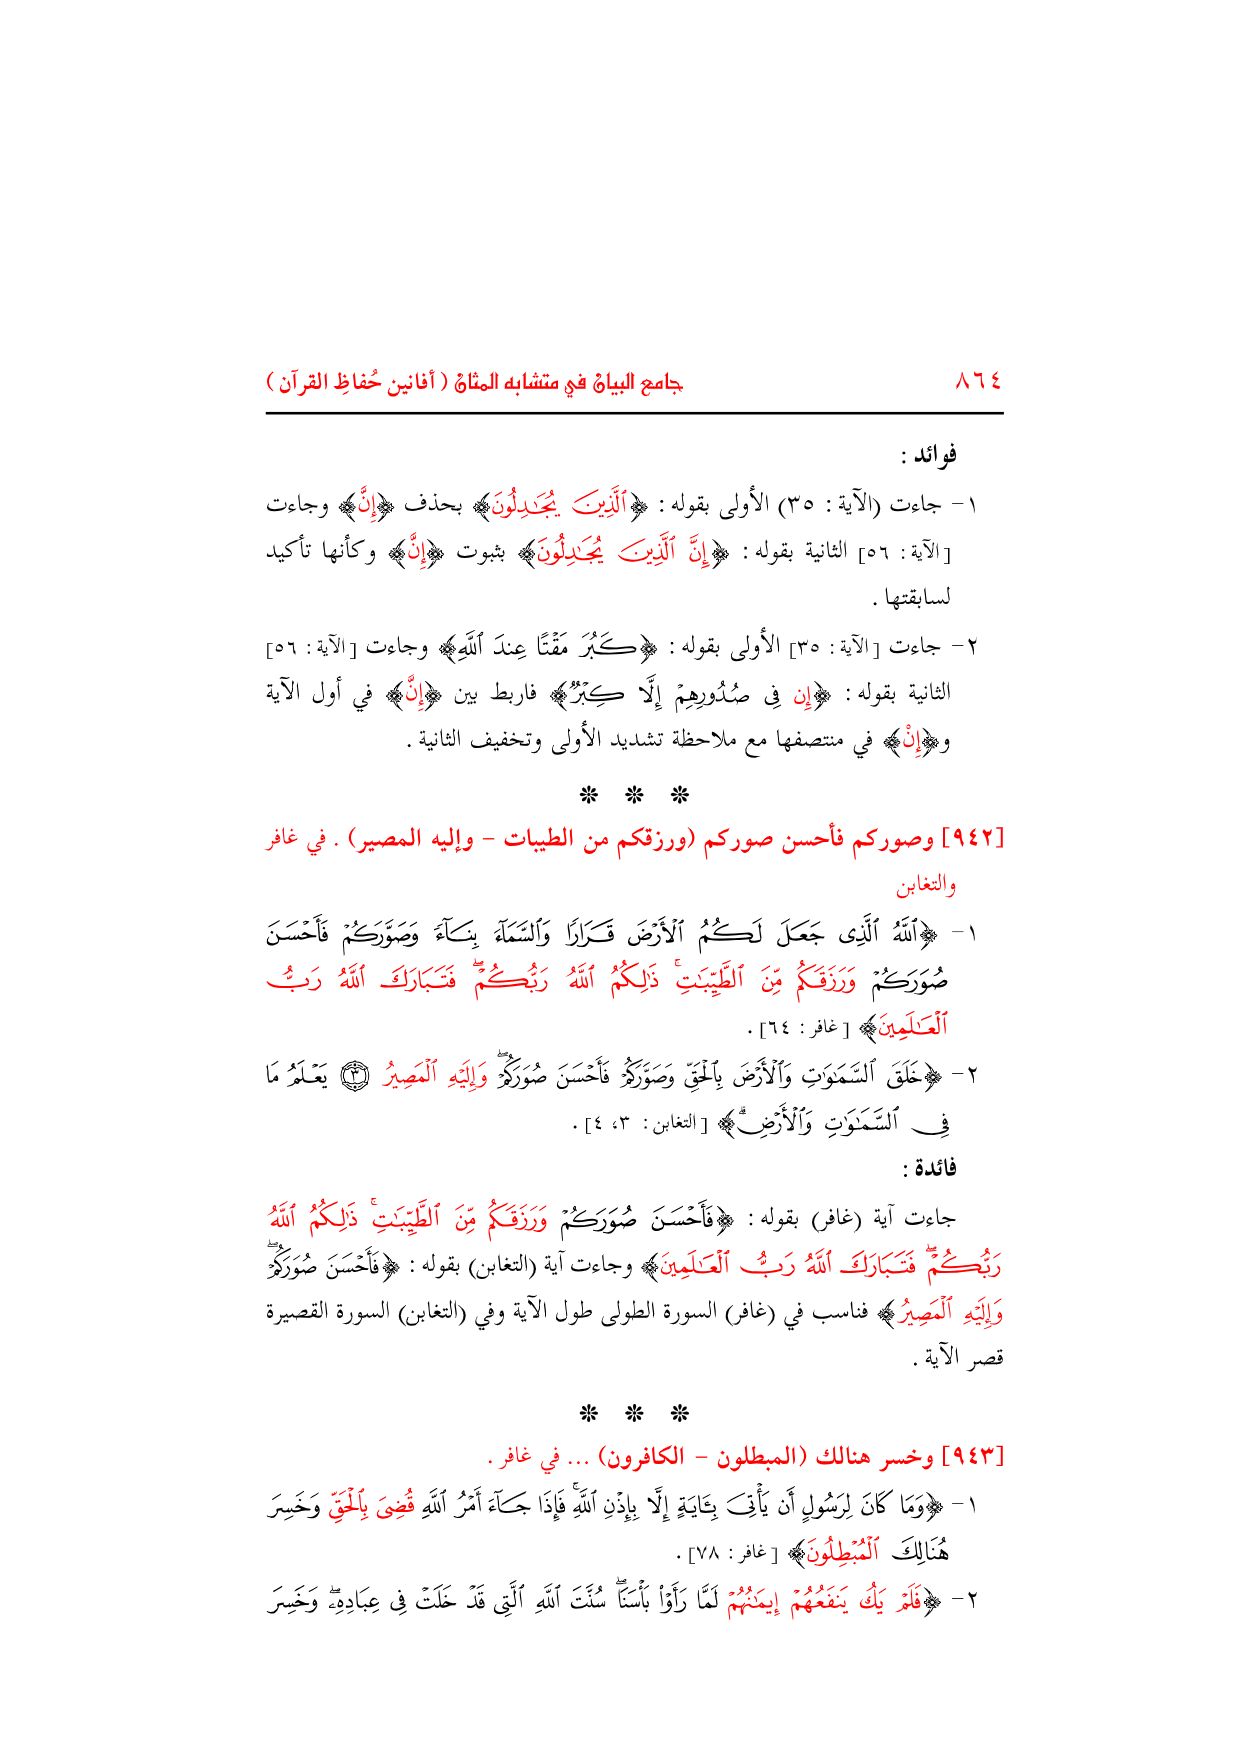 ٨٦٤ جامع البيان في متشابه المثان ( أفانين حُفاظِ القرآن )
فوائد :
١- جاءت (الآية : ٣٥) الأولى بقوله : ﴿ٱلَّذِينَ يُجَٰدِلُونَ﴾ بحذف ﴿إِنَّ﴾ وجاءت
[الآية : ٥٦] الثانية بقوله : ﴿إِنَّ ٱلَّذِينَ يُجَٰدِلُونَ﴾ بثبوت ﴿إِنَّ﴾ وكأنها تأكيد
لسابقتها .
٢- جاءت [الآية : ٣٥] الأولى بقوله : ﴿كَبُرَ مَقْتًا عِندَ ٱللَّهِ﴾ وجاءت [الآية : ٥٦]
الثانية بقوله : ﴿إِن فِى صُدُورِهِمْ إِلَّا كِبْرٌ﴾ فاربط بين ﴿إِنَّ﴾ في أول الآية
و﴿إِنْ﴾ في منتصفها مع ملاحظة تشديد الأولى وتخفيف الثانية .
❊ ❊ ❊
[٩٤٢] وصوركم فأحسن صوركم (ورزقكم من الطيبات – وإليه المصير) . في غافر
والتغابن
١- ﴿ٱللَّهُ ٱلَّذِى جَعَلَ لَكُمُ ٱلْأَرْضَ قَرَارًا وَٱلسَّمَآءَ بِنَآءً وَصَوَّرَكُمْ فَأَحْسَنَ
صُوَرَكُمْ وَرَزَقَكُم مِّنَ ٱلطَّيِّبَٰتِ ۚ ذَٰلِكُمُ ٱللَّهُ رَبُّكُمْ ۖ فَتَبَارَكَ ٱللَّهُ رَبُّ
ٱلْعَٰلَمِينَ﴾ [غافر : ٦٤] .
٢- ﴿خَلَقَ ٱلسَّمَٰوَٰتِ وَٱلْأَرْضَ بِٱلْحَقِّ وَصَوَّرَكُمْ فَأَحْسَنَ صُوَرَكُمْ ۖ وَإِلَيْهِ ٱلْمَصِيرُ ۝٣ يَعْلَمُ مَا
فِى ٱلسَّمَٰوَٰتِ وَٱلْأَرْضِ﴾ [التغابن : ٣، ٤] .
فائدة :
جاءت آية (غافر) بقوله : ﴿فَأَحْسَنَ صُوَرَكُمْ وَرَزَقَكُم مِّنَ ٱلطَّيِّبَٰتِ ۚ ذَٰلِكُمُ ٱللَّهُ
رَبُّكُمْ ۖ فَتَبَارَكَ ٱللَّهُ رَبُّ ٱلْعَٰلَمِينَ﴾ وجاءت آية (التغابن) بقوله : ﴿فَأَحْسَنَ صُوَرَكُمْ ۖ
وَإِلَيْهِ ٱلْمَصِيرُ﴾ فناسب في (غافر) السورة الطولى طول الآية وفي (التغابن) السورة القصيرة
قصر الآية .
❊ ❊ ❊
[٩٤٣] وخسر هنالك (المبطلون – الكافرون) ... في غافر .
١- ﴿وَمَا كَانَ لِرَسُولٍ أَن يَأْتِىَ بِـَٔايَةٍ إِلَّا بِإِذْنِ ٱللَّهِ ۚ فَإِذَا جَآءَ أَمْرُ ٱللَّهِ قُضِىَ بِٱلْحَقِّ وَخَسِرَ
هُنَالِكَ ٱلْمُبْطِلُونَ﴾ [غافر : ٧٨] .
٢- ﴿فَلَمْ يَكُ يَنفَعُهُمْ إِيمَٰنُهُمْ لَمَّا رَأَوْا۟ بَأْسَنَا ۖ سُنَّتَ ٱللَّهِ ٱلَّتِى قَدْ خَلَتْ فِى عِبَادِهِۦ ۖ وَخَسِرَ